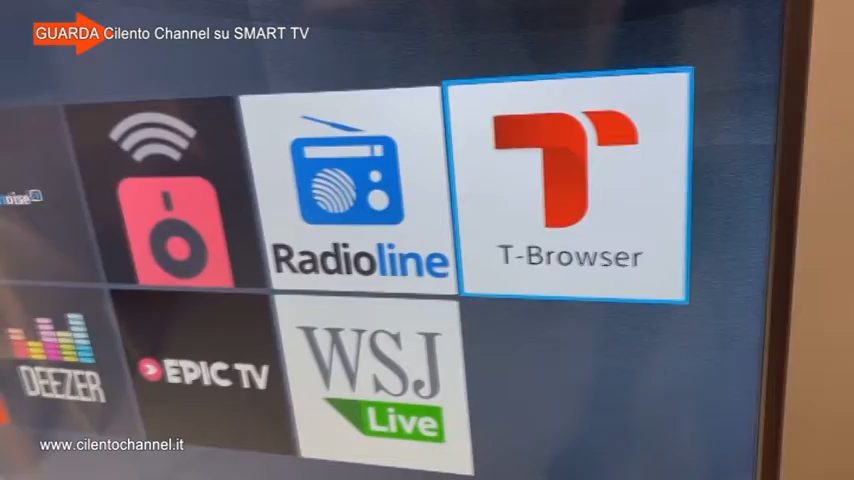 GUARDA Cilento Channel su SMART TV
Radioline
T-Browser
DEEZER
EPIC TV
WSJ
Live
www.cilentochannel.it